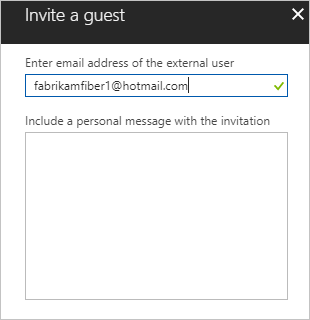 Invite a guest
Enter email address of the external user
fabrikamfiber1@hotmail.com
Include a personal message with the invitation